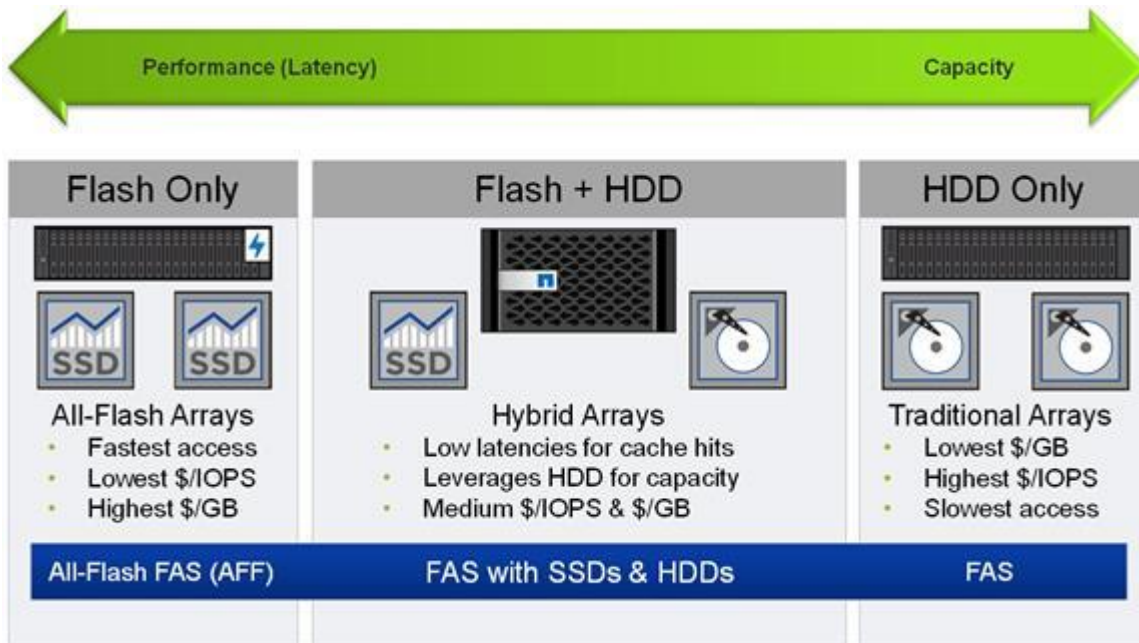 Performance (Latency)
Capacity
Flash Only
SSD
SSD
All-Flash Arrays
• Fastest access
• Lowest $/IOPS
• Highest $/GB
All-Flash FAS (AFF)
Flash + HDD
SSD
Hybrid Arrays
• Low latencies for cache hits
• Leverages HDD for capacity
• Medium $/IOPS & $/GB
FAS with SSDs & HDDs
HDD Only
Traditional Arrays
• Lowest $/GB
• Highest $/IOPS
• Slowest access
FAS